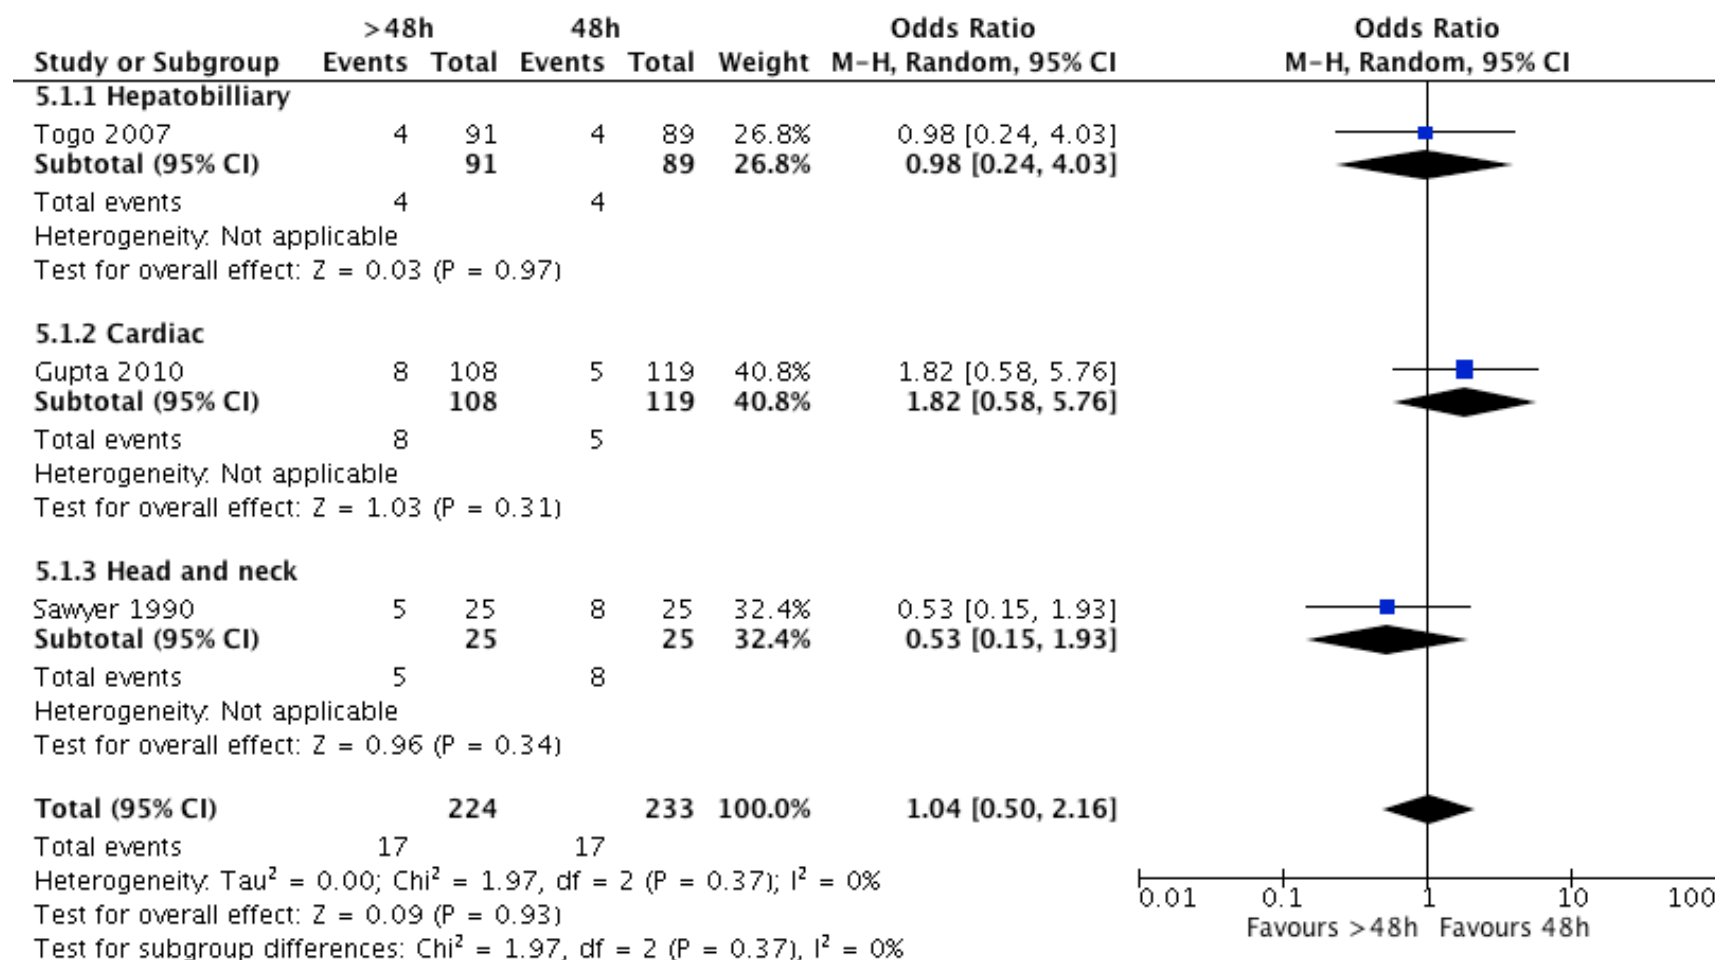 >48h 48h Odds Ratio Odds Ratio
Study or Subgroup Events Total Events Total Weight M-H, Random, 95% CI M-H, Random, 95% CI
5.1.1 Hepatobilliary
Togo 2007 4 91 4 89 26.8% 0.98 [0.24, 4.03]
Subtotal (95% CI) 91 89 26.8% 0.98 [0.24, 4.03]
Total events 4 4
Heterogeneity: Not applicable
Test for overall effect: Z = 0.03 (P = 0.97)
5.1.2 Cardiac
Gupta 2010 8 108 5 119 40.8% 1.82 [0.58, 5.76]
Subtotal (95% CI) 108 119 40.8% 1.82 [0.58, 5.76]
Total events 8 5
Heterogeneity: Not applicable
Test for overall effect: Z = 1.03 (P = 0.31)
5.1.3 Head and neck
Sawyer 1990 5 25 8 25 32.4% 0.53 [0.15, 1.93]
Subtotal (95% CI) 25 25 32.4% 0.53 [0.15, 1.93]
Total events 5 8
Heterogeneity: Not applicable
Test for overall effect: Z = 0.96 (P = 0.34)
Total (95% CI) 224 233 100.0% 1.04 [0.50, 2.16]
Total events 17 17
Heterogeneity: Tau² = 0.00; Chi² = 1.97, df = 2 (P = 0.37); I² = 0%
Test for overall effect: Z = 0.09 (P = 0.93)
Test for subgroup differences: Chi² = 1.97, df = 2 (P = 0.37), I² = 0%
0.01 0.1 1 10 100
Favours >48h Favours 48h